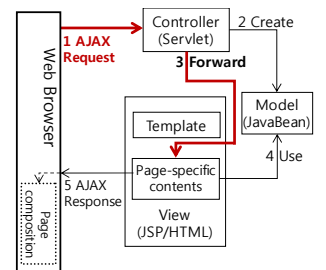 Web Browser
1 AJAX
Request
Controller
(Servlet)
2 Create
3 Forward
Model
(JavaBean)
Template
Page-specific
contents
4 Use
5 AJAX
Response
View
(JSP/HTML)
Page
composition